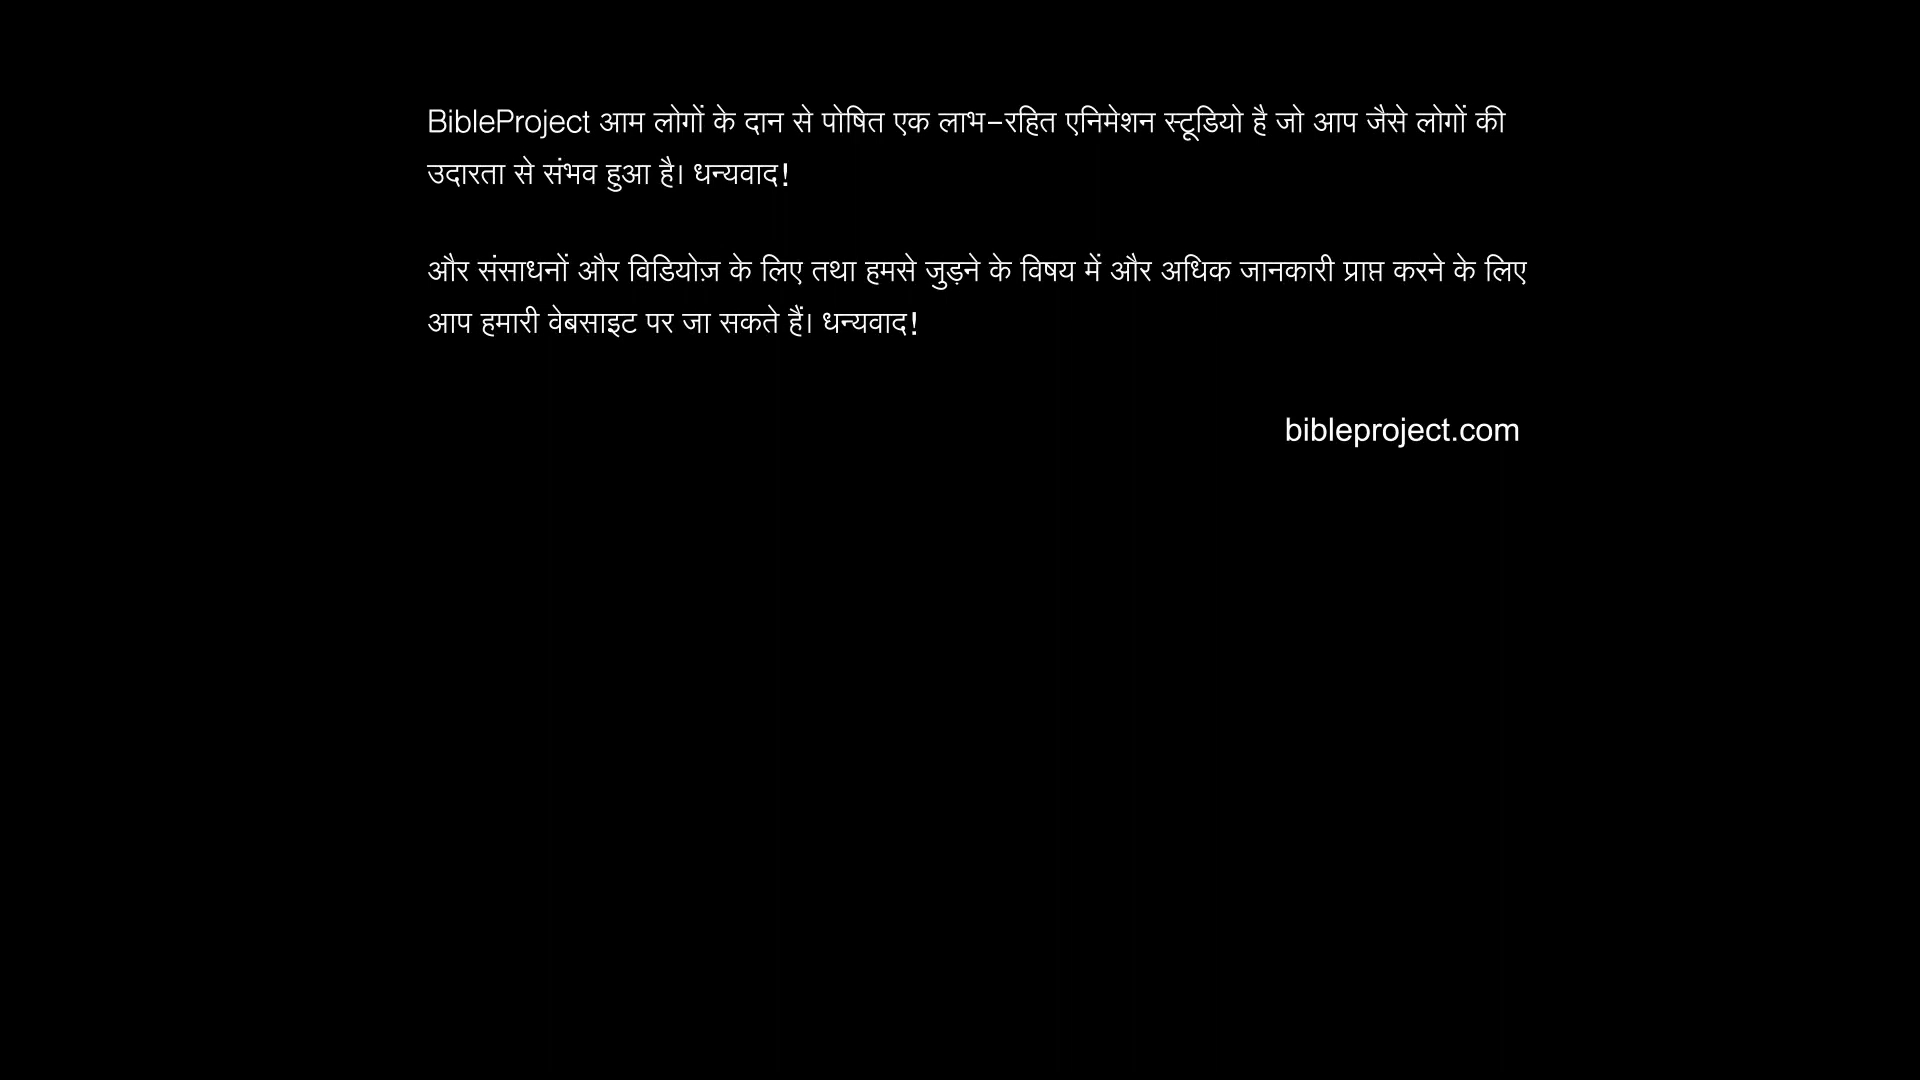 BibleProject आम लोगों के दान से पोषित एक लाभ-रहित एनिमेशन स्टूडियो है जो आप जैसे लोगों की
उदारता से संभव हुआ है। धन्यवाद!
और संसाधनों और विडियोज़ के लिए तथा हमसे जुड़ने के विषय में और अधिक जानकारी प्राप्त करने के लिए
आप हमारी वेबसाइट पर जा सकते हैं। धन्यवाद!
bibleproject.com